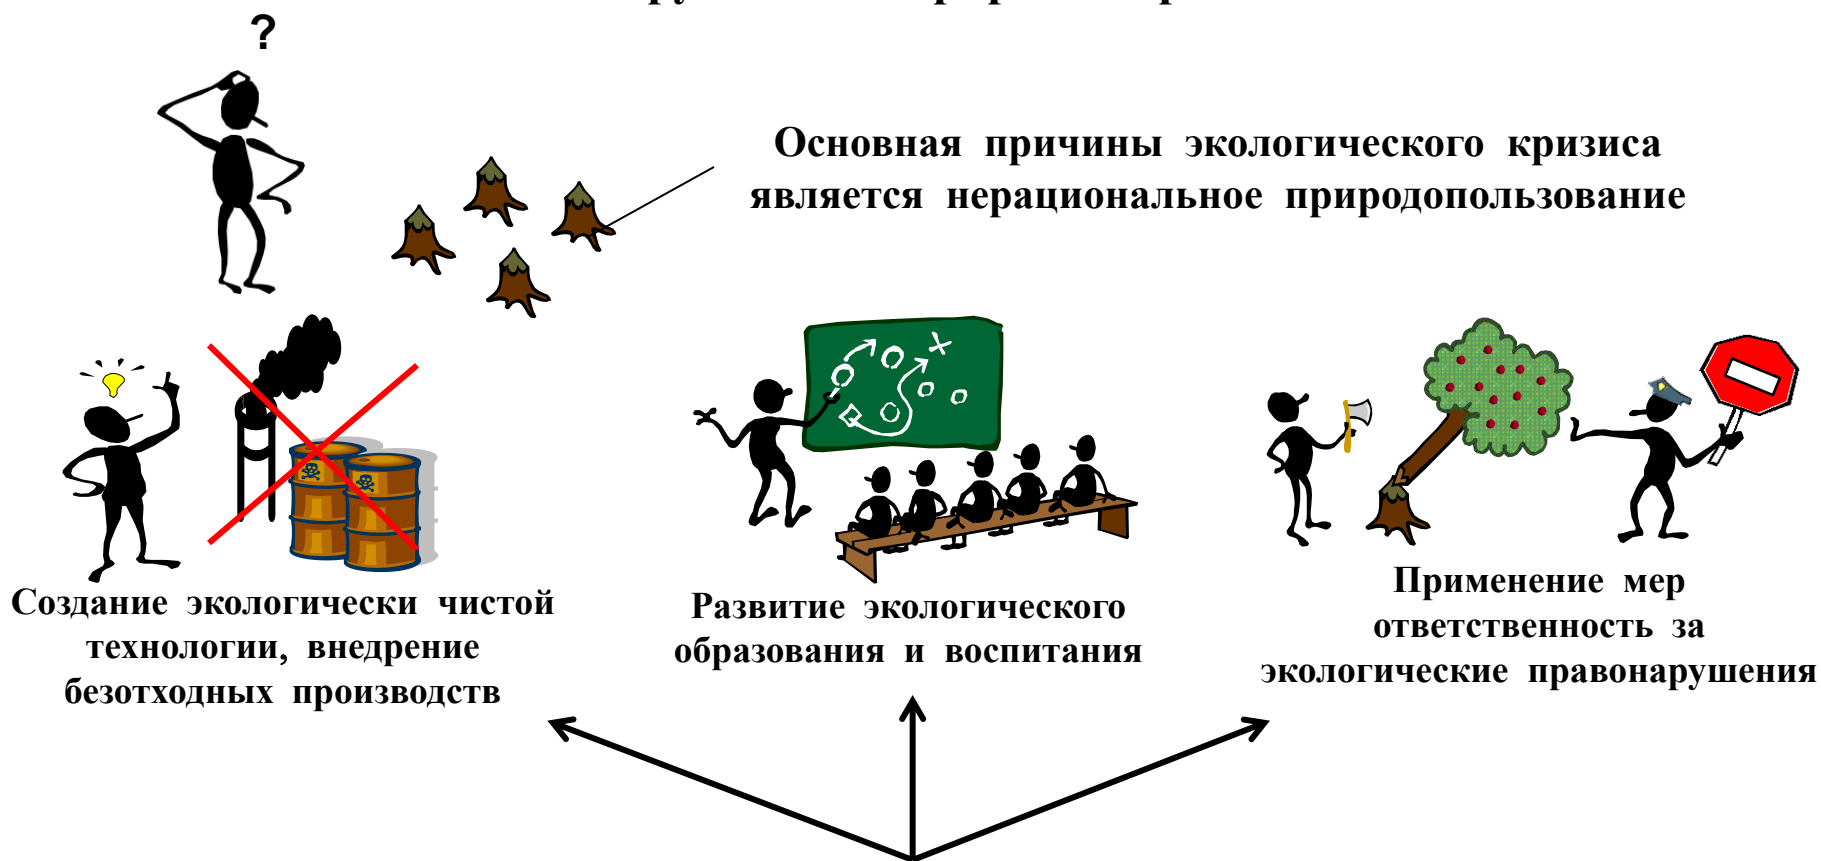 ?
Основная причины экологического кризиса
является нерациональное природопользование
Создание экологически чистой
технологии, внедрение
безотходных производств
Развитие экологического
образования и воспитания
Применение мер
ответственность за
экологические правонарушения